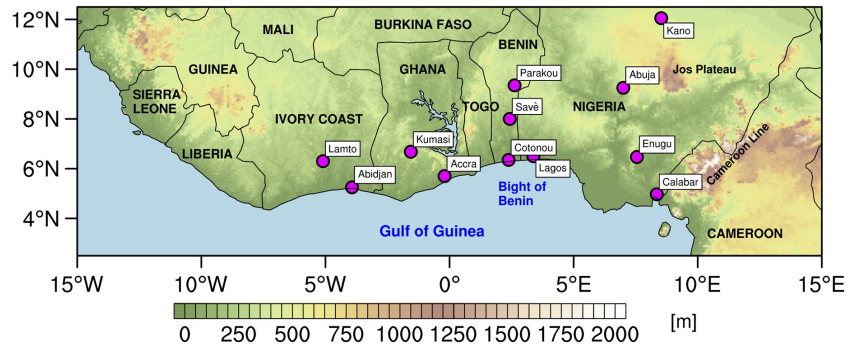 12°N
10°N
8°N
6°N
4°N
MALI
BURKINA FASO
BENIN
Kano
GUINEA
GHANA
Parakou
Abuja
Jos Plateau
SIERRA
LEONE
IVORY COAST
TOGO
Savè
NIGERIA
LIBERIA
Lamto
Kumasi
Cotonou
Enugu
Cameroon Line
Abidjan
Accra
Lagos
Calabar
Bight of
Benin
Gulf of Guinea
CAMEROON
15°W
10°W
5°W
0°
5°E
10°E
15°E
0
250
500
750
1000
1250
1500
1750
2000
[m]